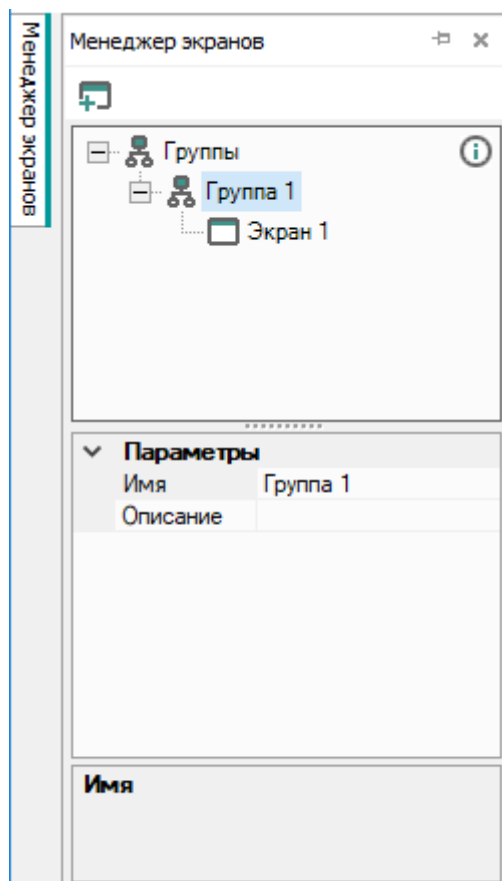 Менеджер экранов
Менеджер экранов
Группы
Группа 1
Экран 1
Параметры
Имя Группа 1
Описание
Имя